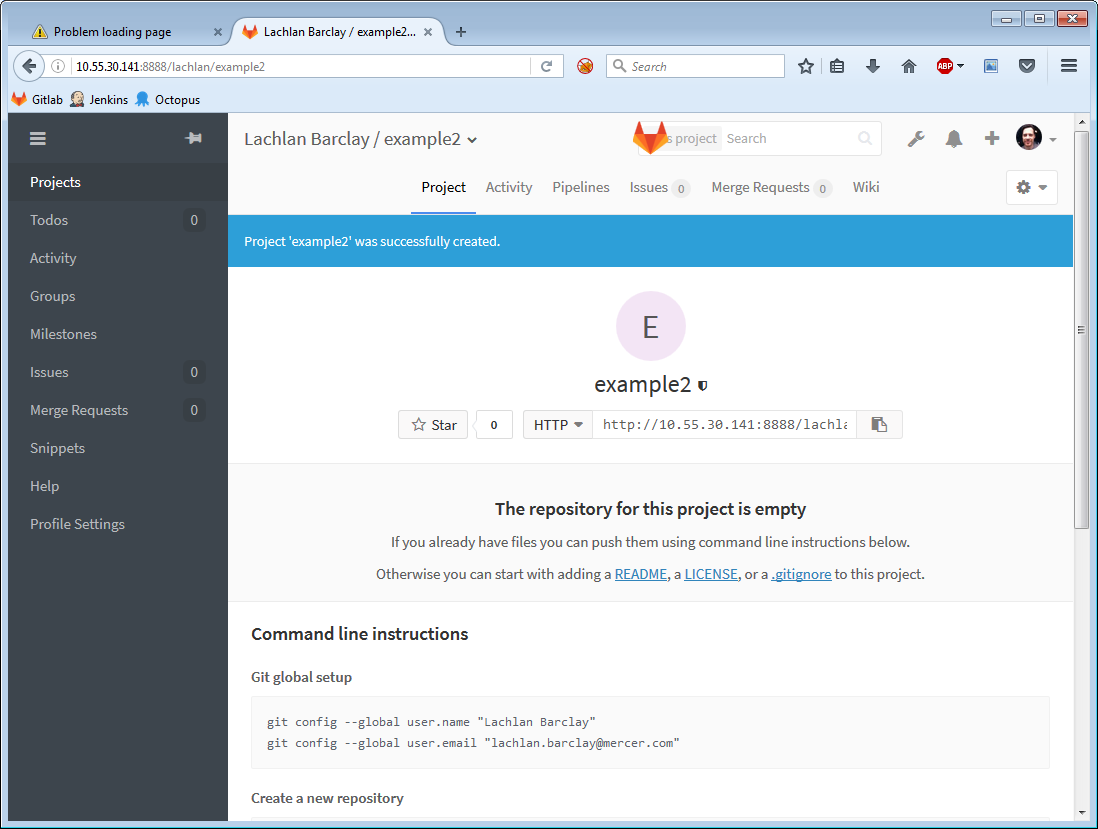 Problem loading page
Lachlan Barclay / example2...
10.55.30.141:8888/lachlan/example2
Search
ABP
Gitlab
Jenkins
Octopus
Lachlan Barclay / example2
project
Search
Projects
Todos 0
Activity
Groups
Milestones
Issues 0
Merge Requests 0
Snippets
Help
Profile Settings
Project
Activity
Pipelines
Issues 0
Merge Requests 0
Wiki
Project 'example2' was successfully created.
E
example2
Star
0
HTTP
http://10.55.30.141:8888/lachla
The repository for this project is empty
If you already have files you can push them using command line instructions below.
Otherwise you can start with adding a README, a LICENSE, or a .gitignore to this project.
Command line instructions
Git global setup
git config --global user.name "Lachlan Barclay"
git config --global user.email "lachlan.barclay@mercer.com"
Create a new repository